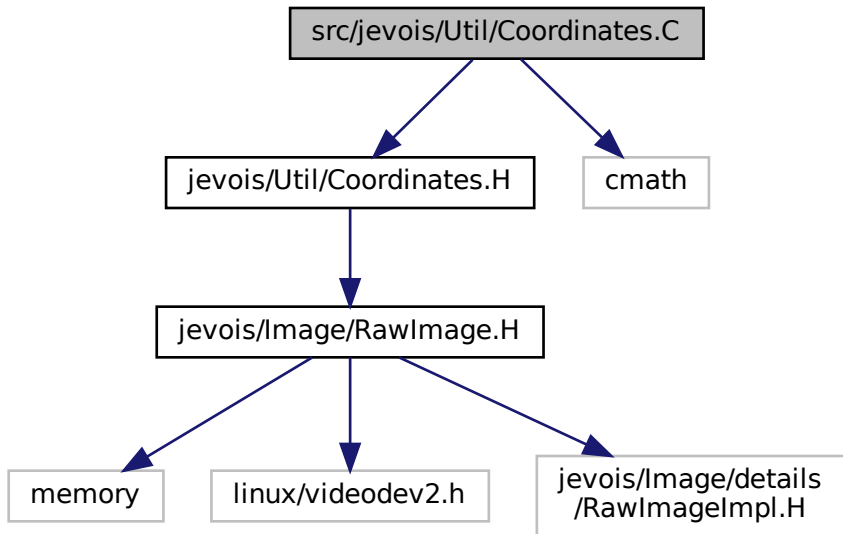 src/jevois/Util/Coordinates.C
jevois/Util/Coordinates.H
cmath
jevois/Image/RawImage.H
memory
linux/videodev2.h
jevois/Image/details
/RawImageImpl.H